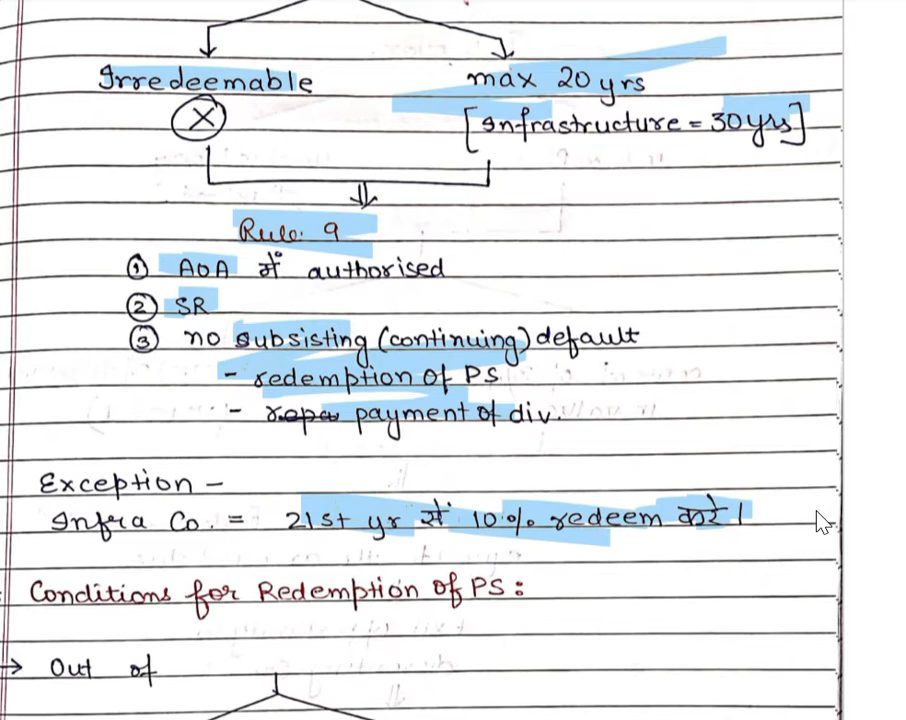 Irredeemable max 20 yrs
X [Infrastructure = 30 yrs]
Rule: 9
① AOA में authorised
② SR
③ no subsisting (continuing) default
- redemption of PS
- payment of div.
Exception -
Infra Co. = 21st yr से 10% redeem करे।
Conditions for Redemption of PS:
→ Out of